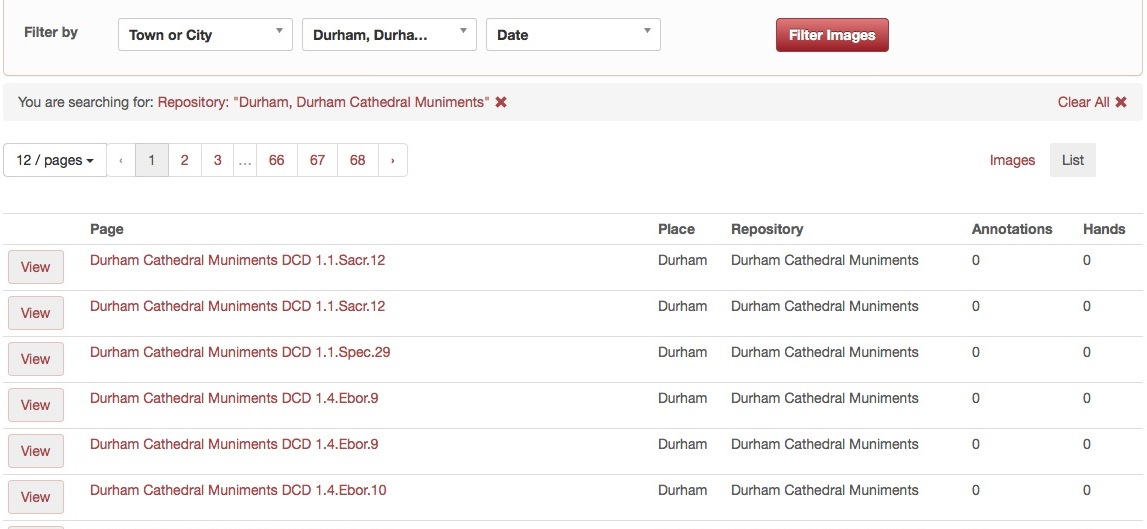 Filter by Town or City Durham, Durha... Date Filter Images
You are searching for: Repository: "Durham, Durham Cathedral Muniments" ✖ Clear All ✖
12 / pages ‹ 1 2 3 ... 66 67 68 › Images List
Page Place Repository Annotations Hands
View Durham Cathedral Muniments DCD 1.1.Sacr.12 Durham Durham Cathedral Muniments 0 0
View Durham Cathedral Muniments DCD 1.1.Sacr.12 Durham Durham Cathedral Muniments 0 0
View Durham Cathedral Muniments DCD 1.1.Spec.29 Durham Durham Cathedral Muniments 0 0
View Durham Cathedral Muniments DCD 1.4.Ebor.9 Durham Durham Cathedral Muniments 0 0
View Durham Cathedral Muniments DCD 1.4.Ebor.9 Durham Durham Cathedral Muniments 0 0
View Durham Cathedral Muniments DCD 1.4.Ebor.10 Durham Durham Cathedral Muniments 0 0